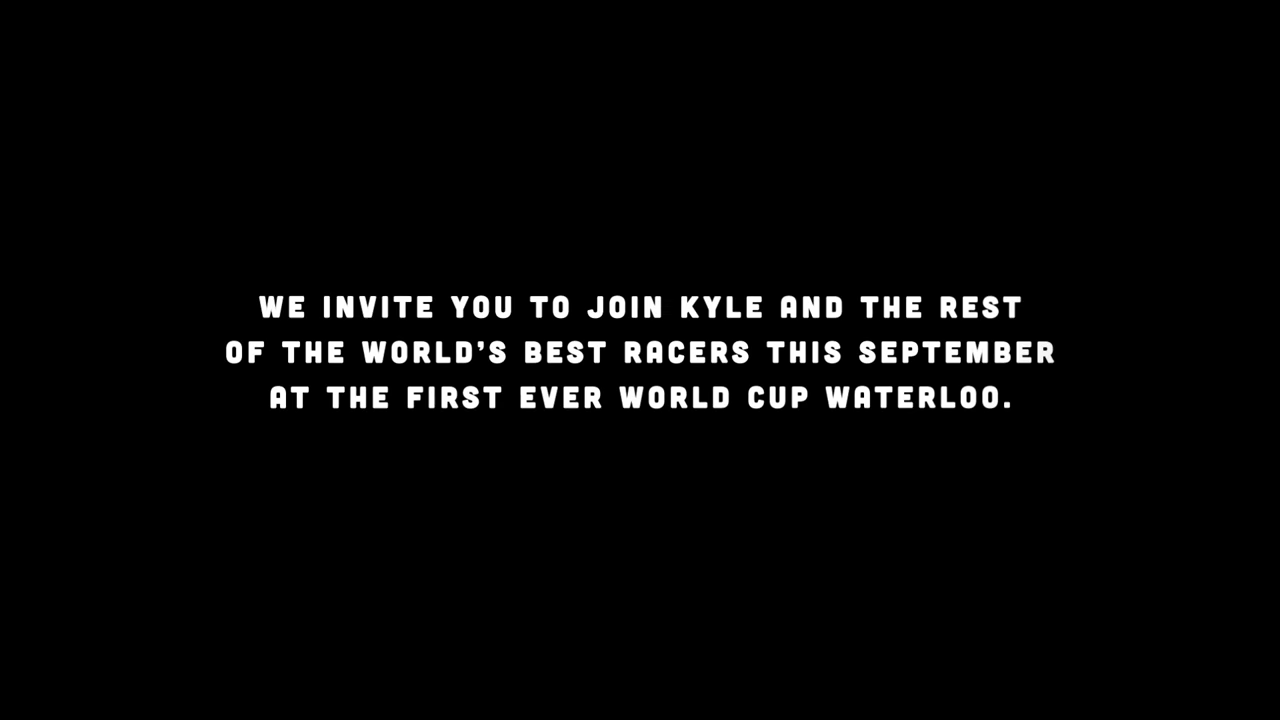 WE INVITE YOU TO JOIN KYLE AND THE REST
OF THE WORLD'S BEST RACERS THIS SEPTEMBER
AT THE FIRST EVER WORLD CUP WATERLOO.